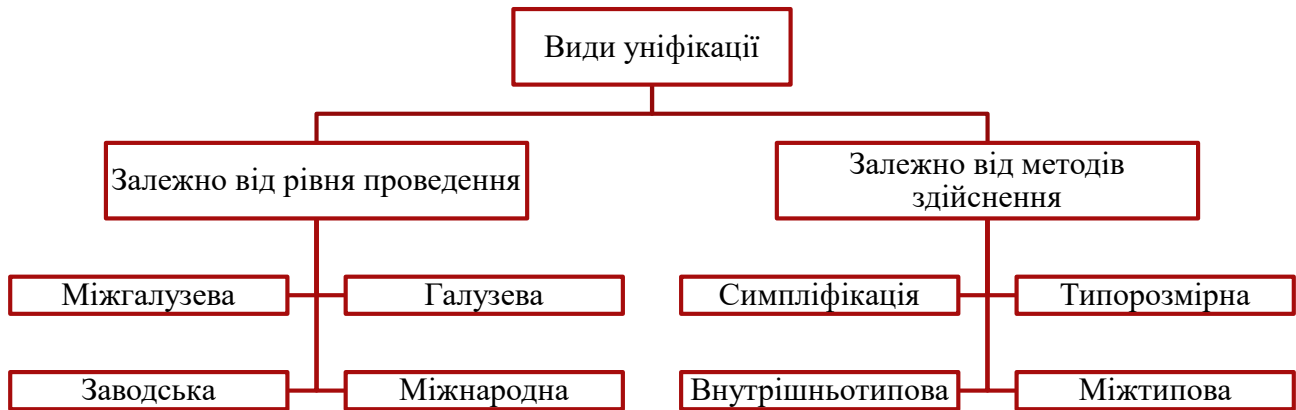 Види уніфікації
Залежно від рівня проведення
Залежно від методів
здійснення
Міжгалузева
Галузева
Симпліфікація
Типорозмірна
Заводська
Міжнародна
Внутрішньотипова
Міжтипова